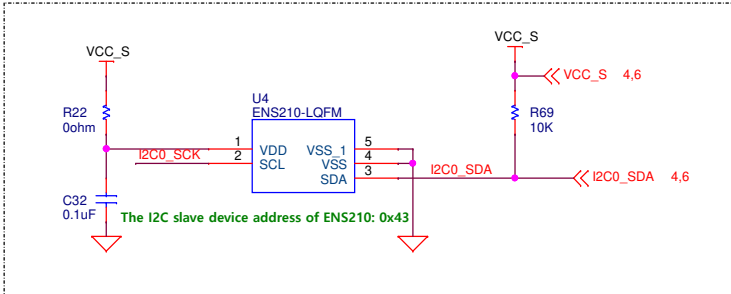 VCC_S
VCC_S
VCC_S 4,6
R22
0ohm
U4
ENS210-LQFM
R69
10K
I2C0_SCK
1
2
VDD
SCL
VSS_1
VSS
SDA
5
4
3
I2C0_SDA
I2C0_SDA 4,6
C32
0.1uF
The I2C slave device address of ENS210: 0x43